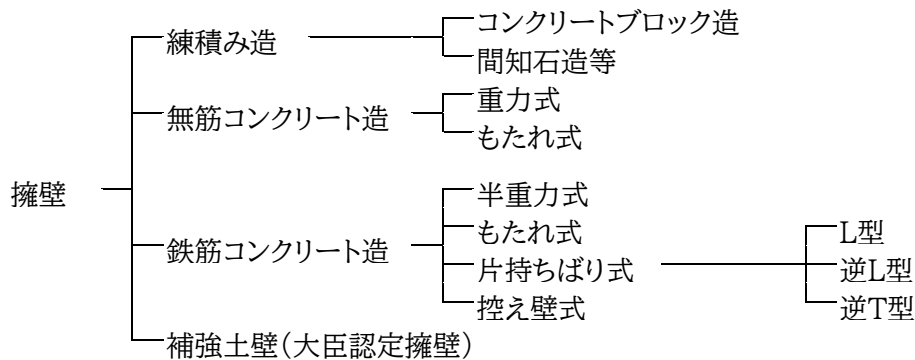 擁壁
練積み造
コンクリートブロック造
間知石造等
無筋コンクリート造
重力式
もたれ式
鉄筋コンクリート造
半重力式
もたれ式
片持ちばり式
L型
逆L型
逆T型
控え壁式
補強土壁（大臣認定擁壁）